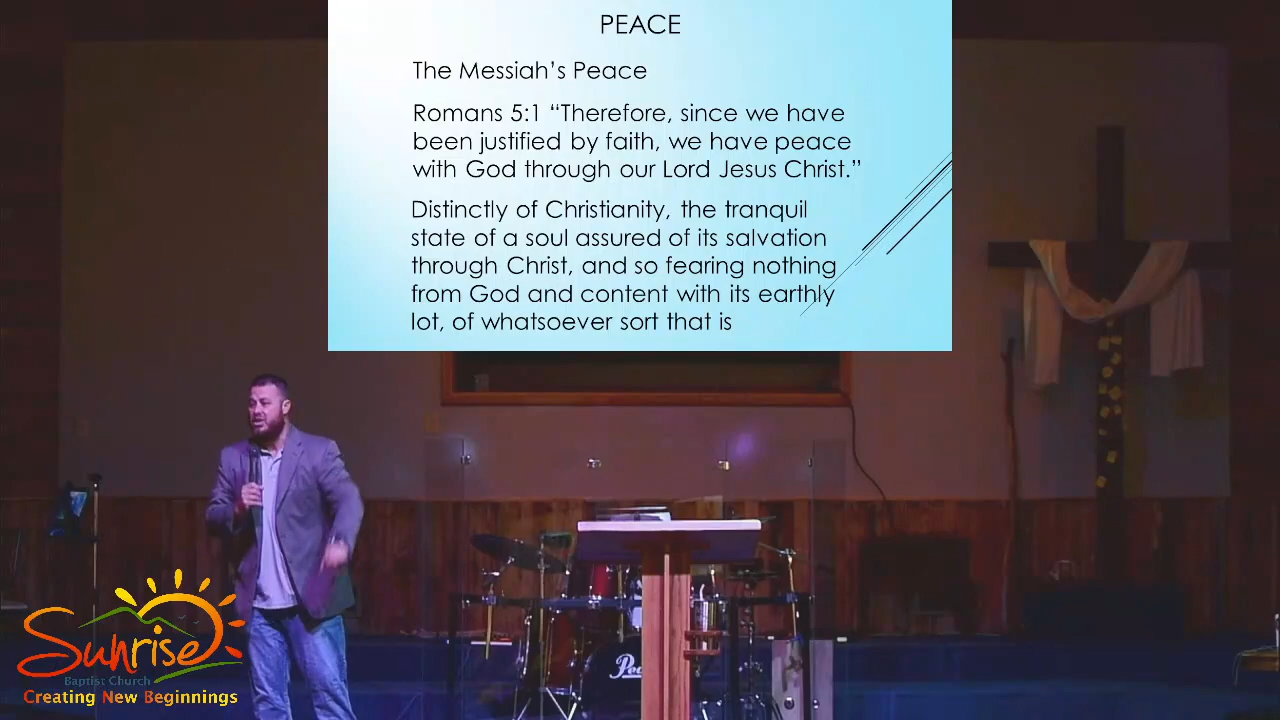 PEACE
The Messiah's Peace
Romans 5:1 “Therefore, since we have
been justified by faith, we have peace
with God through our Lord Jesus Christ.”
Distinctly of Christianity, the tranquil
state of a soul assured of its salvation
through Christ, and so fearing nothing
from God and content with its earthly
lot, of whatsoever sort that is
Sunrise
Baptist Church
Creating New Beginnings